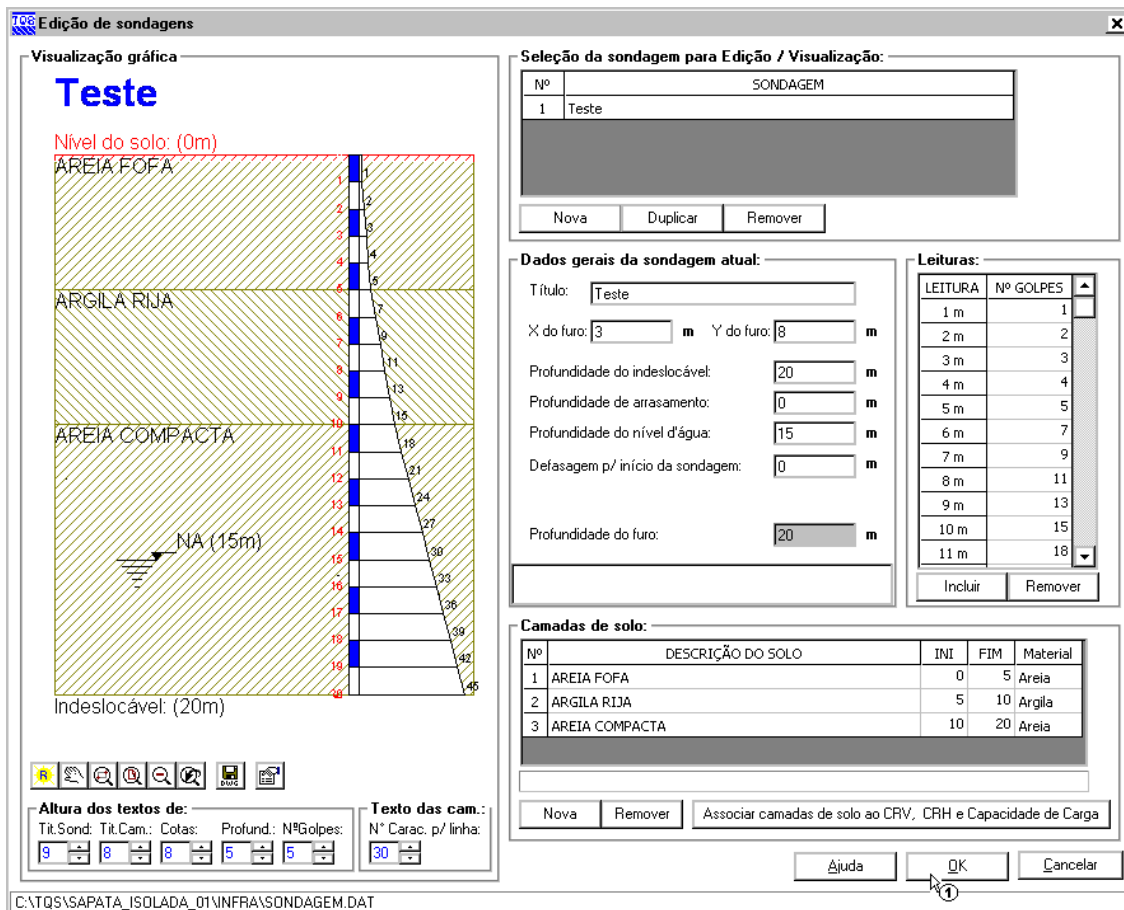 TQS Edição de sondagens
Visualização gráfica
Teste
Nível do solo: (0m)
AREIA FOFA
1
1
2
2
3
3
4
4
5
5
ARGILA RIJA
6
7
7
9
8
11
9
13
10
15
AREIA COMPACTA
11
18
12
21
13
24
14
27
NA (15m)
15
30
16
33
17
36
18
39
19
42
20
45
Indeslocável: (20m)
R
DWG
Altura dos textos de:
Tit.Sond: Tit.Cam.: Cotas: Profund.: NºGolpes:
9 8 8 5 5
Texto das cam.:
N° Carac. p/ linha:
30
Seleção da sondagem para Edição / Visualização:
Nº SONDAGEM
1 Teste
Nova Duplicar Remover
Dados gerais da sondagem atual:
Título: Teste
X do furo: 3 m Y do furo: 8 m
Profundidade do indeslocável: 20 m
Profundidade de arrasamento: 0 m
Profundidade do nível d'água: 15 m
Defasagem p/ início da sondagem: 0 m
Profundidade do furo: 20 m
Leituras:
LEITURA Nº GOLPES
1 m 1
2 m 2
3 m 3
4 m 4
5 m 5
6 m 7
7 m 9
8 m 11
9 m 13
10 m 15
11 m 18
Incluir Remover
Camadas de solo:
Nº DESCRIÇÃO DO SOLO INI FIM Material
1 AREIA FOFA 0 5 Areia
2 ARGILA RIJA 5 10 Argila
3 AREIA COMPACTA 10 20 Areia
Nova Remover Associar camadas de solo ao CRV, CRH e Capacidade de Carga
Ajuda OK Cancelar
1
C:\TQS\SAPATA_ISOLADA_01\INFRA\SONDAGEM.DAT